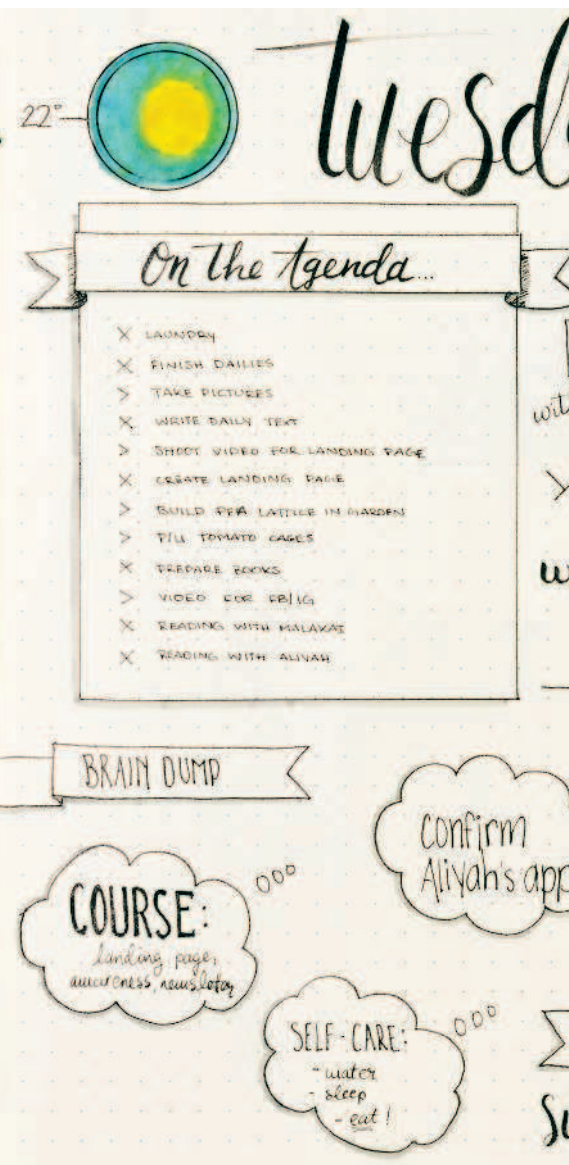 22°
Tuesd
On the Agenda...
X LAUNDRY
X FINISH DAILIES
> TAKE PICTURES
X WRITE DAILY TEXT
> SHOOT VIDEO FOR LANDING PAGE
X CREATE LANDING PAGE
> BUILD PEA LATTICE IN GARDEN
> P/U TOMATO CAGES
X PREPARE BOOKS
> VIDEO FOR FB/IG
X READING WITH MALAKAI
X READING WITH ALIYAH
wit
w
BRAIN DUMP
confirm
Aliyah's app
COURSE:
landing page,
awareness, newsletter
SELF-CARE:
- water
- sleep
- eat!
Su